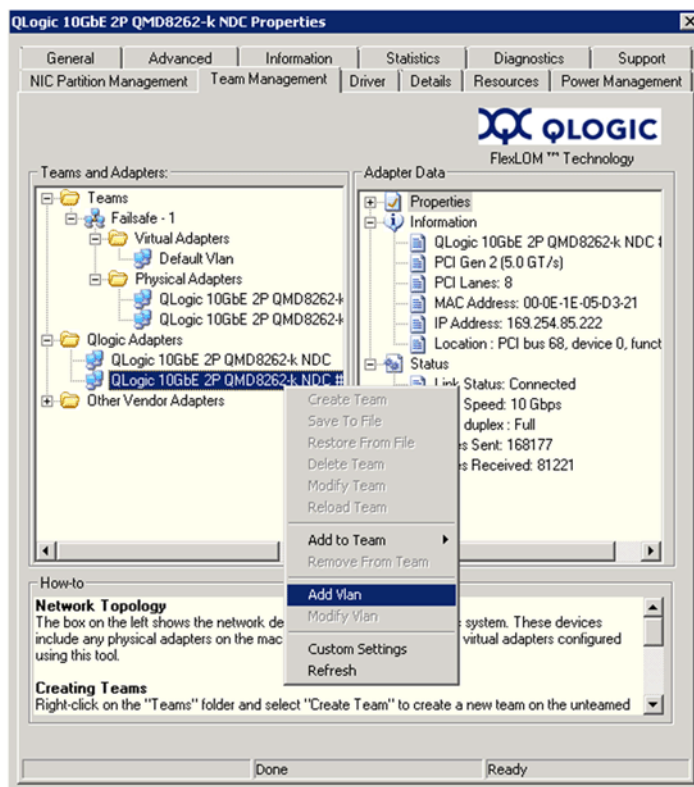 QLogic 10GbE 2P QMD8262-k NDC Properties
General Advanced Information Statistics Diagnostics Support
NIC Partition Management Team Management Driver Details Resources Power Management
QLOGIC
FlexLOM ™ Technology
Teams and Adapters:
Teams
Failsafe - 1
Virtual Adapters
Default Vlan
Physical Adapters
QLogic 10GbE 2P QMD8262-k
QLogic 10GbE 2P QMD8262-k
Qlogic Adapters
QLogic 10GbE 2P QMD8262-k NDC
QLogic 10GbE 2P QMD8262-k NDC #
Other Vendor Adapters
Adapter Data
Properties
Information
QLogic 10GbE 2P QMD8262-k NDC
PCI Gen 2 (5.0 GT/s)
PCI Lanes: 8
MAC Address: 00-0E-1E-05-D3-21
IP Address: 169.254.85.222
Location : PCI bus 68, device 0, funct
Status
Link Status: Connected
Speed: 10 Gbps
duplex : Full
s Sent: 168177
s Received: 81221
Create Team
Save To File
Restore From File
Delete Team
Modify Team
Reload Team
Add to Team
Remove From Team
Add Vlan
Modify Vlan
Custom Settings
Refresh
How-to
Network Topology
The box on the left shows the network de system. These devices
include any physical adapters on the mac virtual adapters configured
using this tool.
Creating Teams
Right-click on the "Teams" folder and select "Create Team" to create a new team on the unteamed
Done Ready